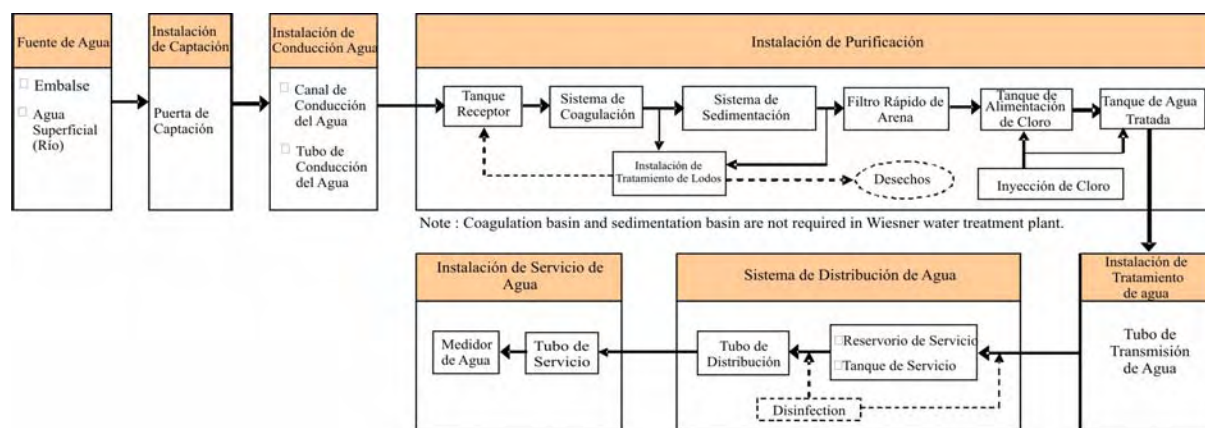 Fuente de Agua
Embalse
Agua
Superficial
(Río)
Instalación
de Captación
Puerta de
Captación
Instalación de
Conducción Agua
Canal de
Conducción
del Agua
Tubo de
Conducción
del Agua
Instalación de Purificación
Tanque
Receptor
Sistema de
Coagulación
Sistema de
Sedimentación
Filtro Rápido de
Arena
Tanque de
Alimentación
de Cloro
Tanque de Agua
Tratada
Instalación de
Tratamiento de Lodos
Desechos
Inyección de Cloro
Note : Coagulation basin and sedimentation basin are not required in Wiesner water treatment plant.
Instalación de Servicio de
Agua
Medidor
de Agua
Tubo de
Servicio
Sistema de Distribución de Agua
Tubo de
Distribución
Reservorio de Servicio
Tanque de Servicio
Disinfection
Instalación de
Tratamiento
de agua
Tubo de
Transmisión
de Agua